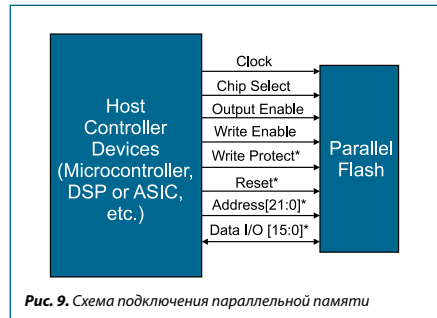 Host
Controller
Devices
(Microcontroller,
DSP or ASIC,
etc.)
Clock
Chip Select
Output Enable
Write Enable
Write Protect*
Reset*
Address[21:0]*
Data I/O [15:0]*
Parallel
Flash
Рис. 9. Схема подключения параллельной памяти